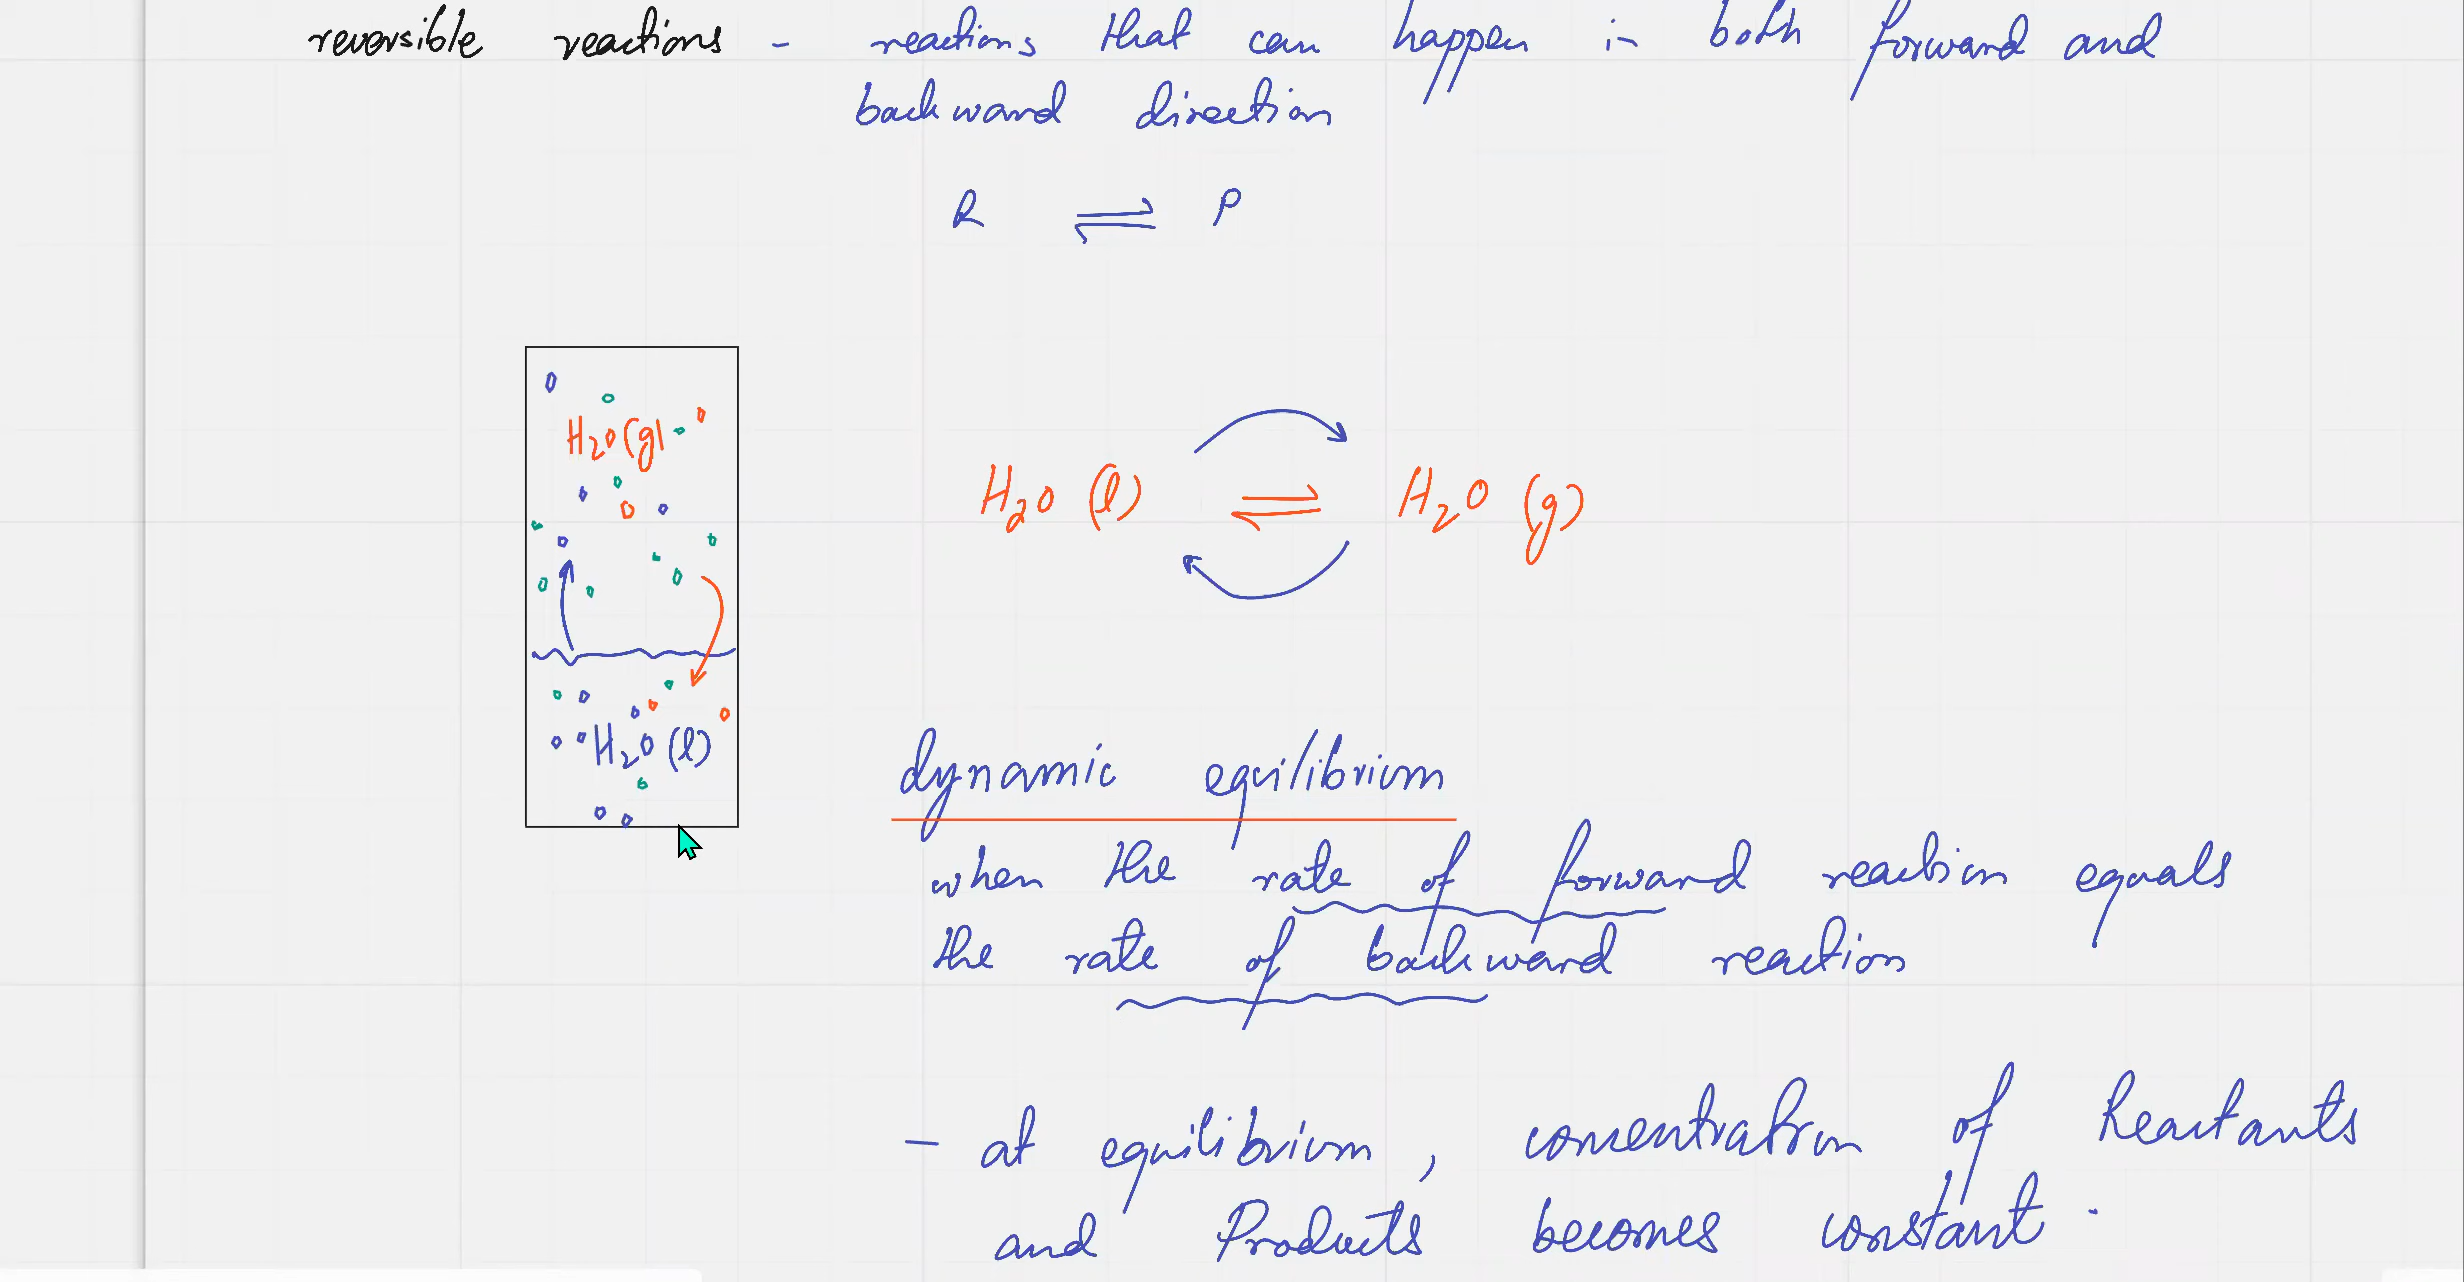 reversible reactions - reactions that can happen in both forward and
backward direction
R ⇌ P
H₂O(g)
H₂O (l) ⇌ H₂O (g)
H₂O (l)
dynamic equilibrium
when the rate of forward reaction equals
the rate of backward reaction
- at equilibrium, concentration of Reactants
and Products becomes constant.